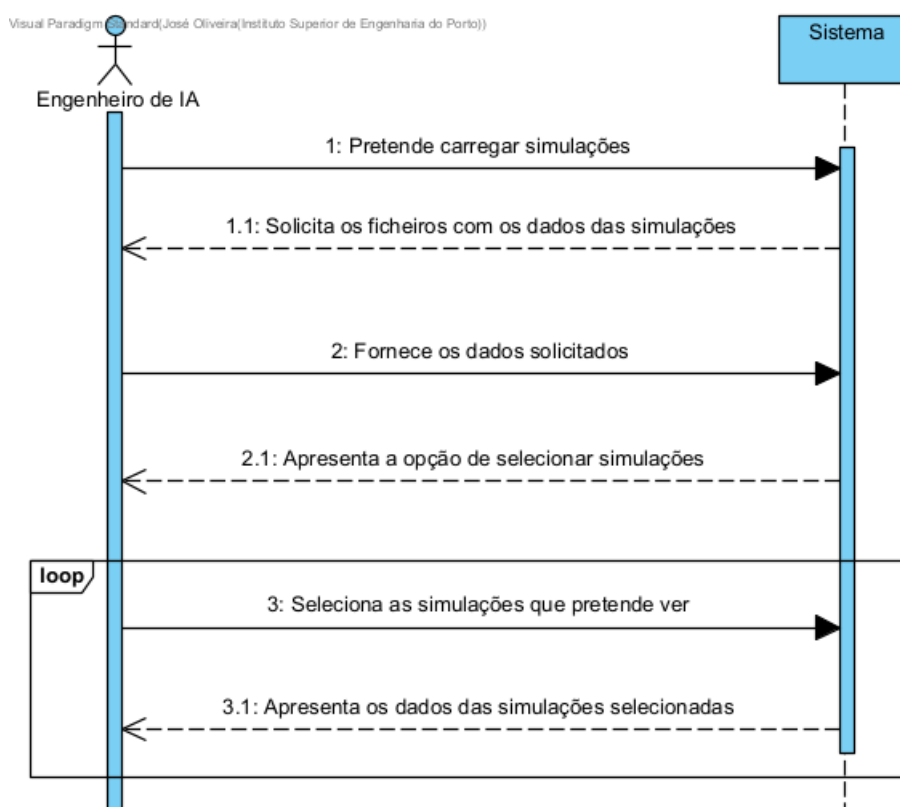 Visual Paradigm Standard(José Oliveira(Instituto Superior de Engenharia do Porto))
Sistema
Engenheiro de IA
1: Pretende carregar simulações
1.1: Solicita os ficheiros com os dados das simulações
2: Fornece os dados solicitados
2.1: Apresenta a opção de selecionar simulações
loop
3: Seleciona as simulações que pretende ver
3.1: Apresenta os dados das simulações selecionadas